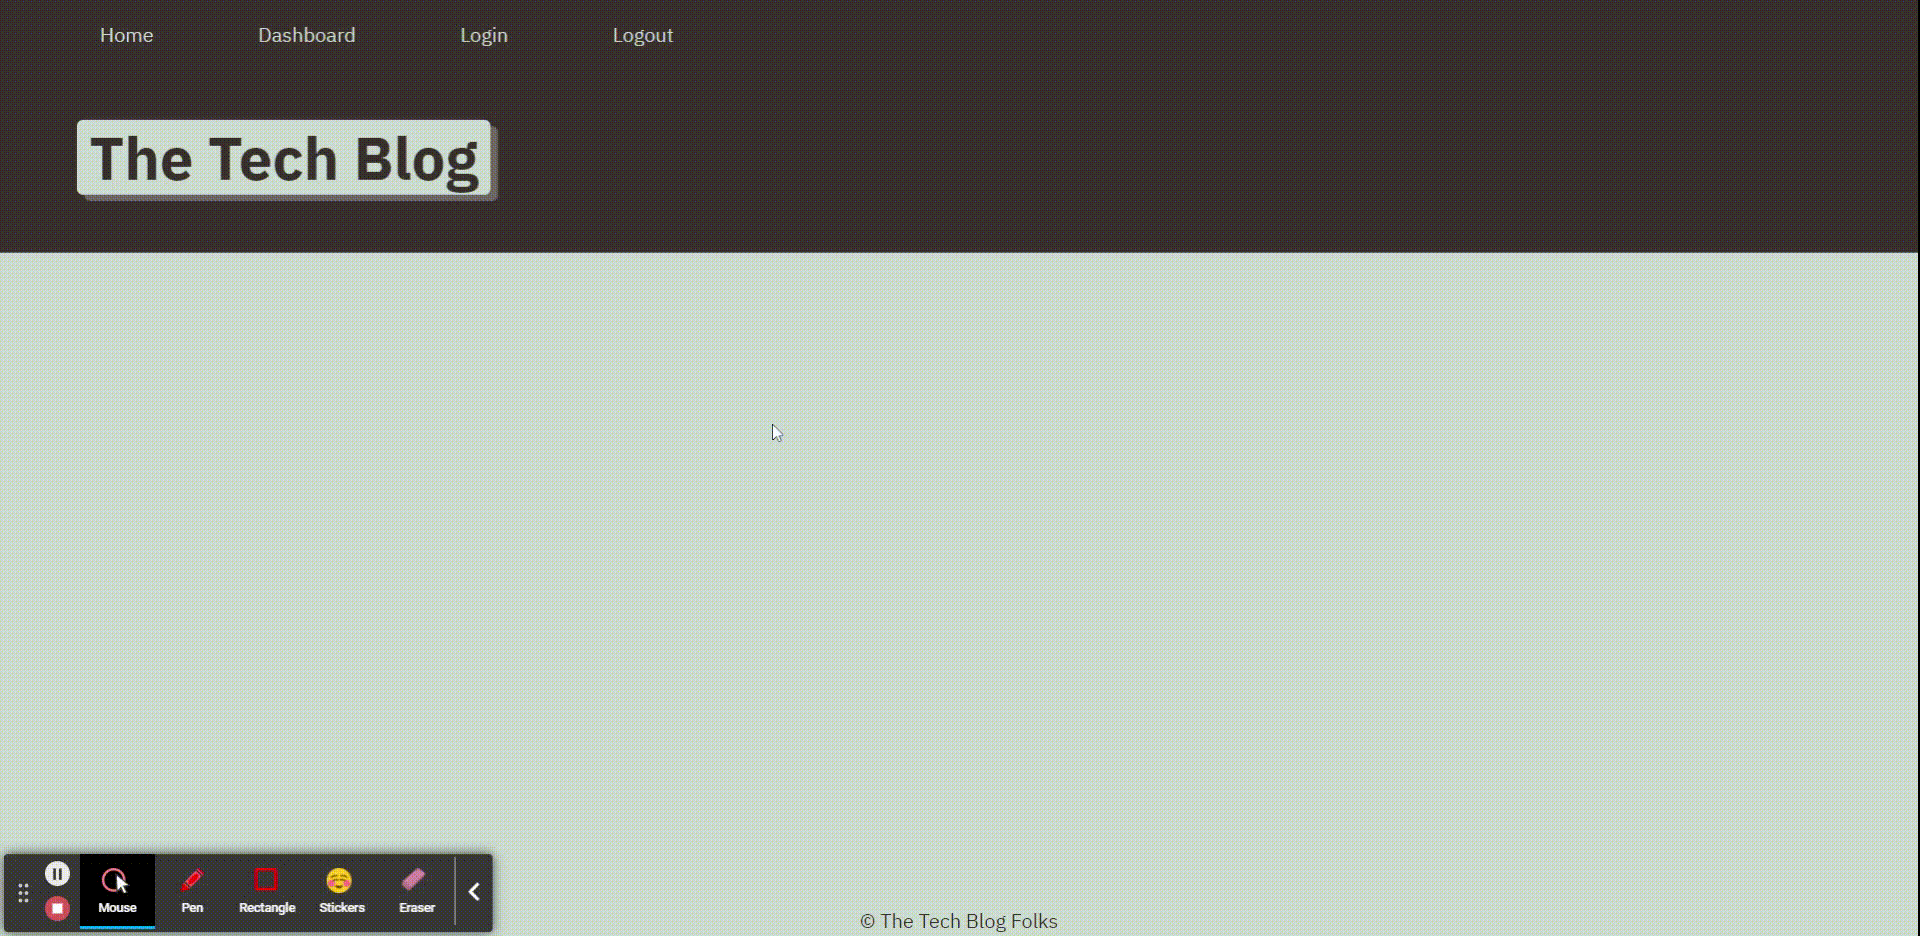 Home Dashboard Login Logout
The Tech Blog
Mouse Pen Rectangle Stickers Eraser
© The Tech Blog Folks